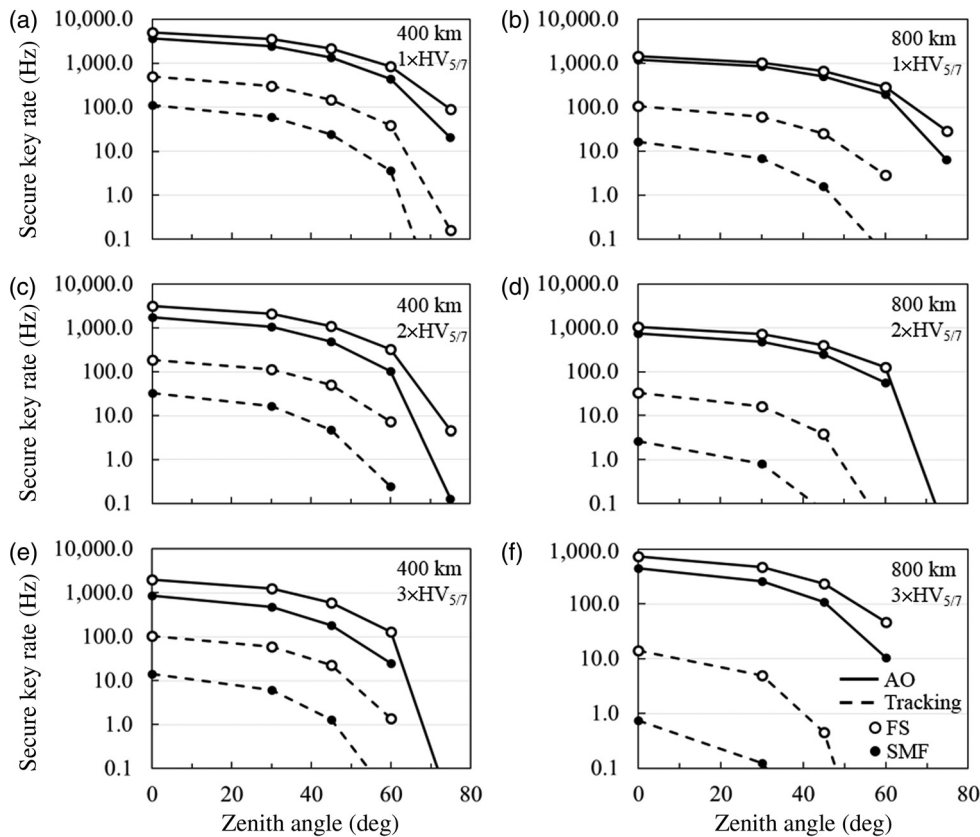 (a)
10,000.0
1,000.0
100.0
10.0
1.0
0.1
Secure key rate (Hz)
400 km
1×HV5/7
(b)
10,000.0
1,000.0
100.0
10.0
1.0
0.1
800 km
1×HV5/7
(c)
10,000.0
1,000.0
100.0
10.0
1.0
0.1
Secure key rate (Hz)
400 km
2×HV5/7
(d)
10,000.0
1,000.0
100.0
10.0
1.0
0.1
800 km
2×HV5/7
(e)
10,000.0
1,000.0
100.0
10.0
1.0
0.1
Secure key rate (Hz)
400 km
3×HV5/7
0 20 40 60 80
Zenith angle (deg)
(f)
1,000.0
100.0
10.0
1.0
0.1
800 km
3×HV5/7
AO
Tracking
FS
SMF
0 20 40 60 80
Zenith angle (deg)